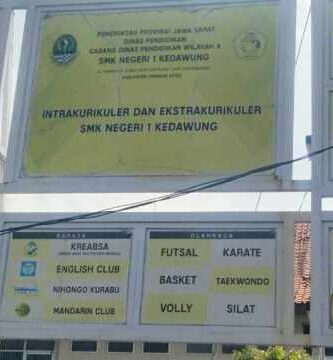 PEMERINTAH PROVINSI JAWA BARAT
DINAS PENDIDIKAN
CABANG DINAS PENDIDIKAN WILAYAH X
SMK NEGERI 1 KEDAWUNG
INTRAKURIKULER DAN EKSTRAKURIKULER
SMK NEGERI 1 KEDAWUNG
BAHASA
KREABSA
ENGLISH CLUB
NIHONGO KURABU
MANDARIN CLUB
OLAHRAGA
FUTSAL KARATE
BASKET TAEKWONDO
VOLLY SILAT